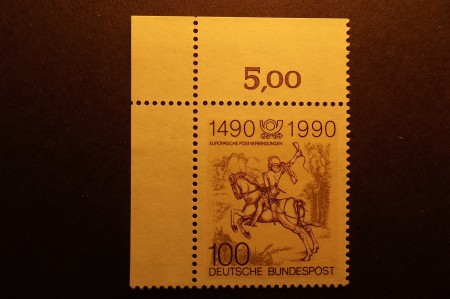 5,00
1490 1990
EUROPÄISCHE POSTVERBINDUNGEN
100
DEUTSCHE BUNDESPOST